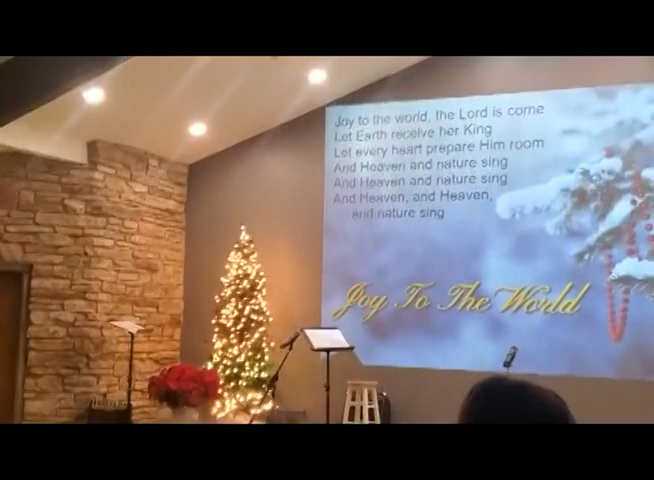 Joy to the world, the Lord is come
Let Earth receive her King
Let every heart prepare Him room
And Heaven and nature sing
And Heaven and nature sing
And Heaven, and Heaven,
and nature sing
Joy To The World